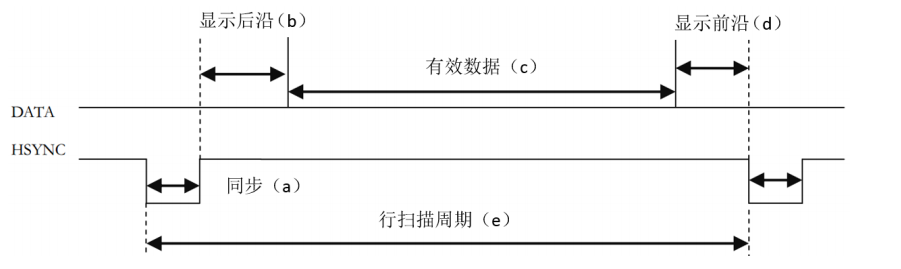 显示后沿（b）
显示前沿（d）
有效数据（c）
DATA
HSYNC
同步（a）
行扫描周期（e）